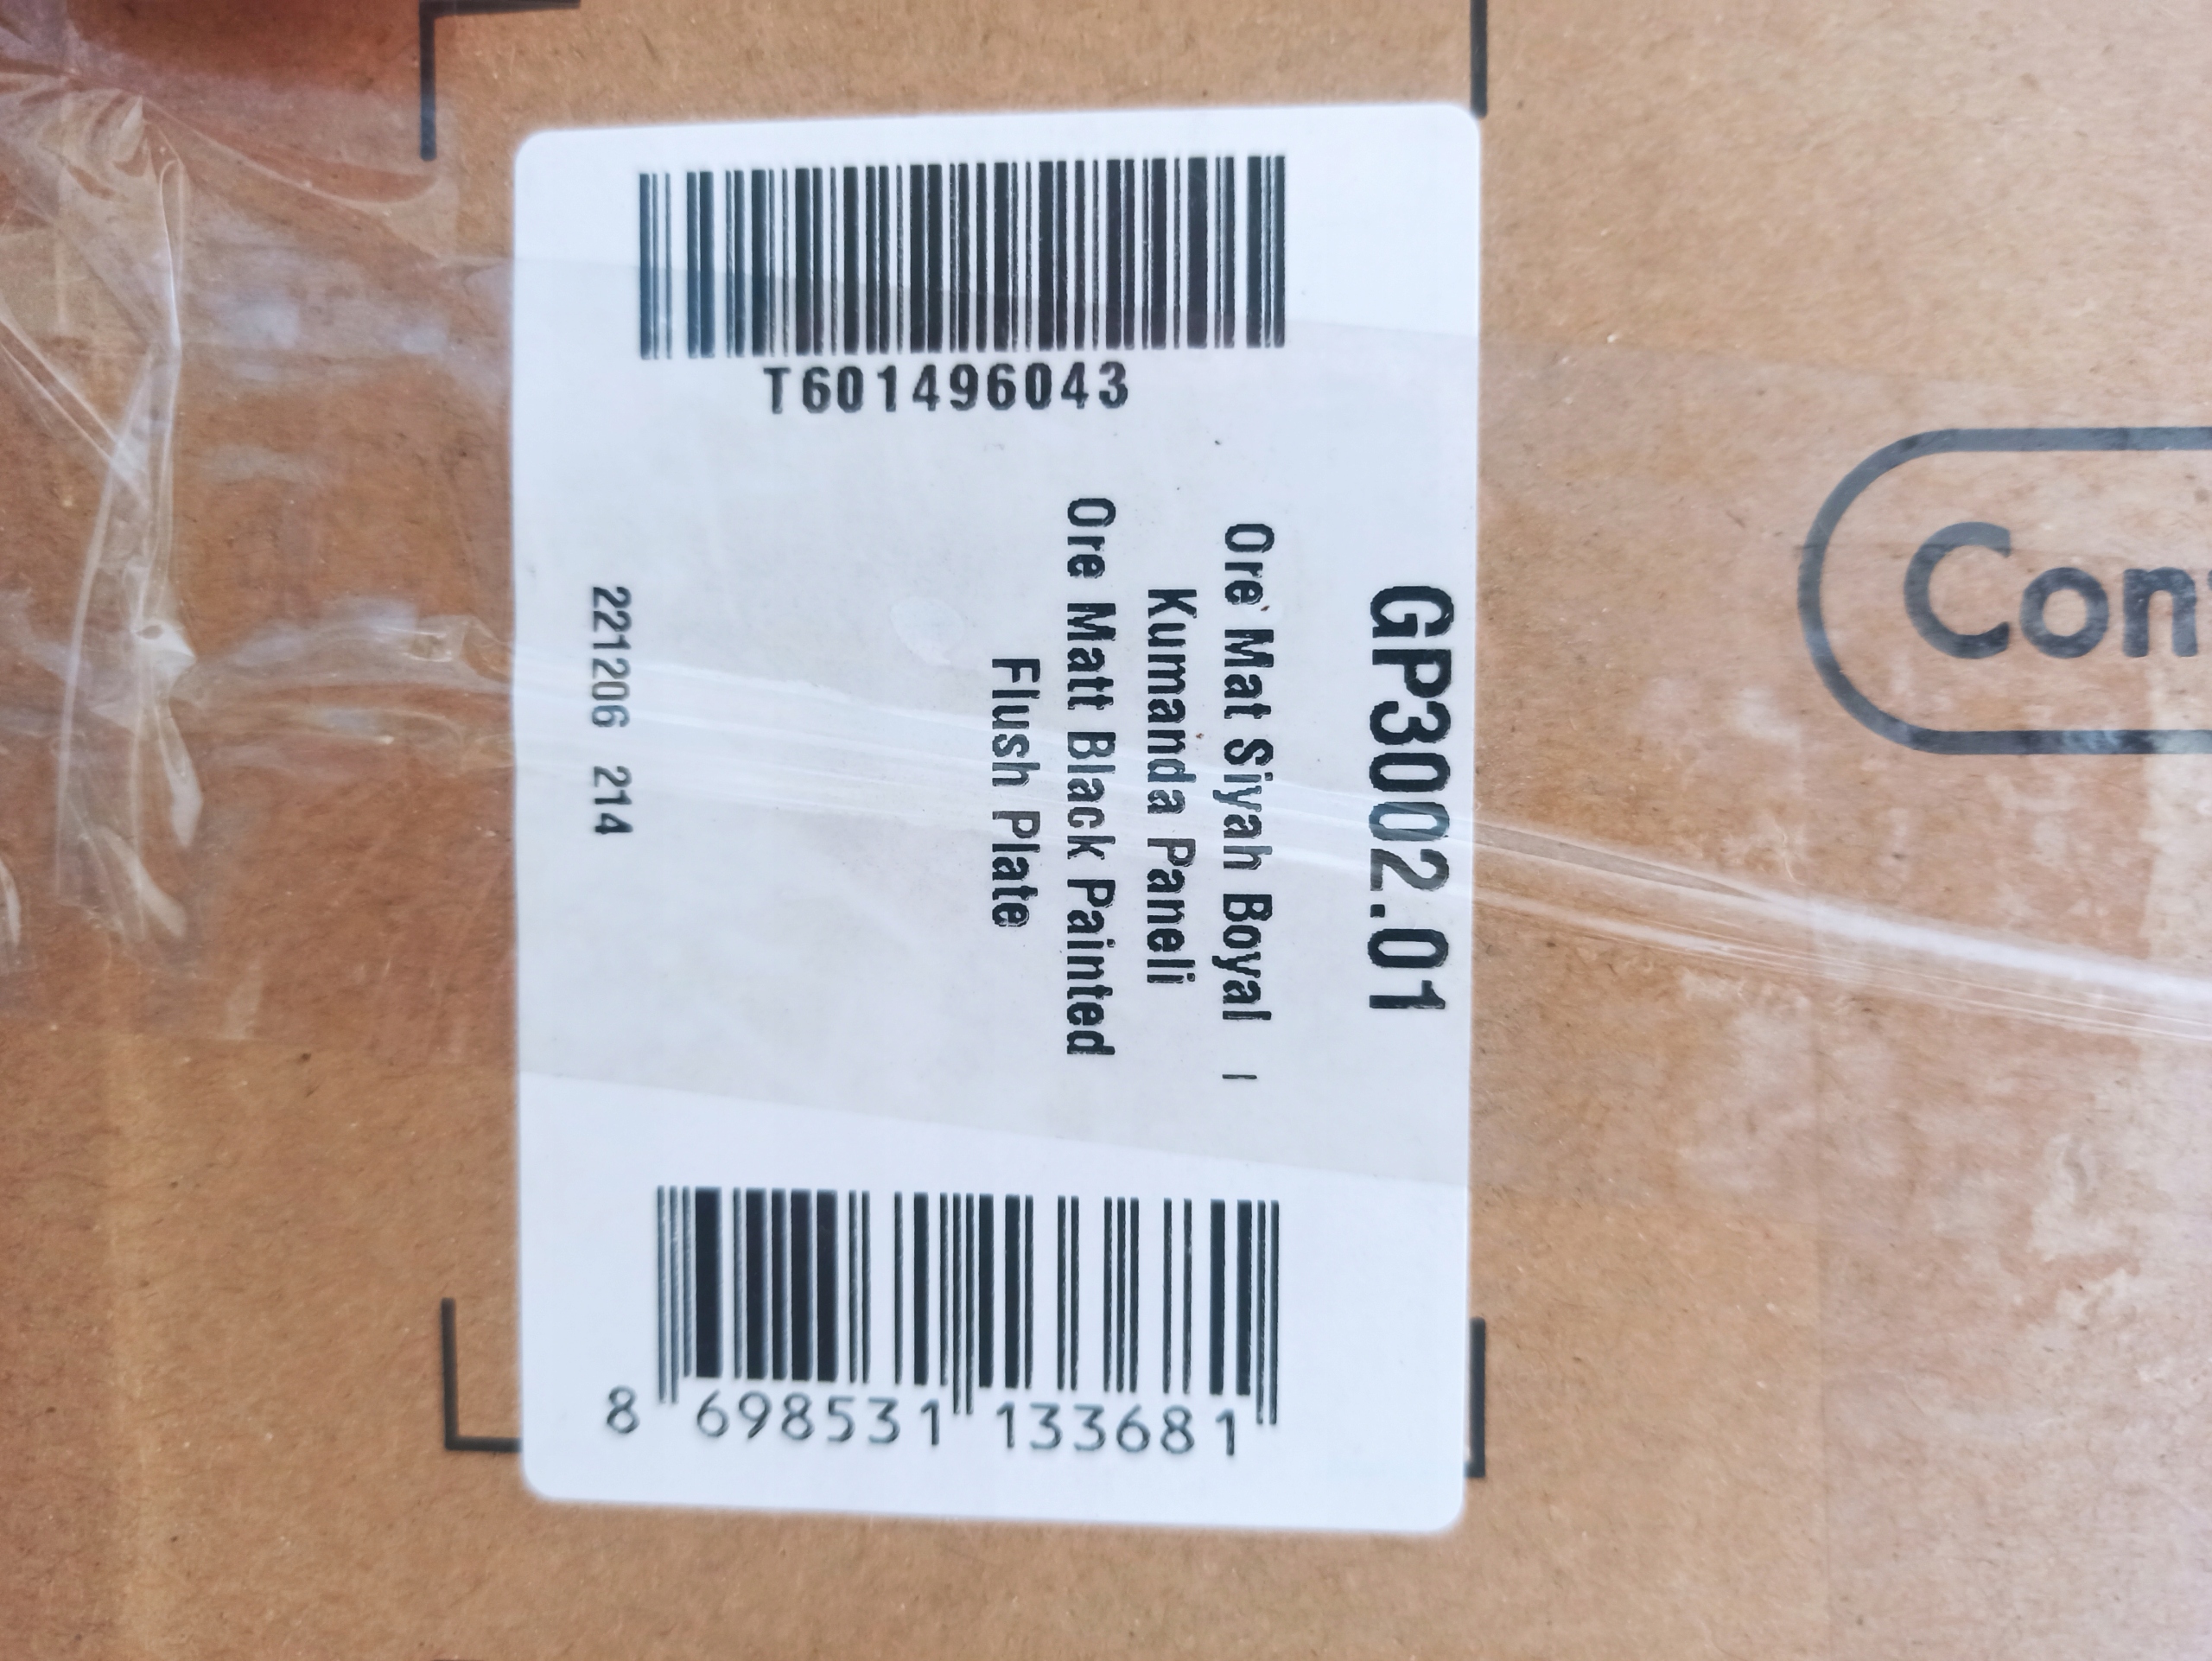 T601496043
GP3002.01
Ore Mat Siyah Boyal ı
Kumanda Paneli
Ore Matt Black Painted
Flush Plate
221206 214
8 698531 133681